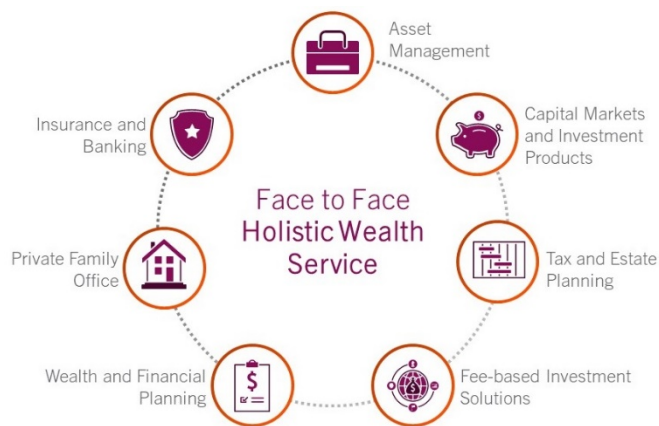 Asset
Management
Insurance and
Banking
Capital Markets
and Investment
Products
Face to Face
Holistic Wealth
Service
Private Family
Office
Tax and Estate
Planning
Wealth and Financial
Planning
Fee-based Investment
Solutions